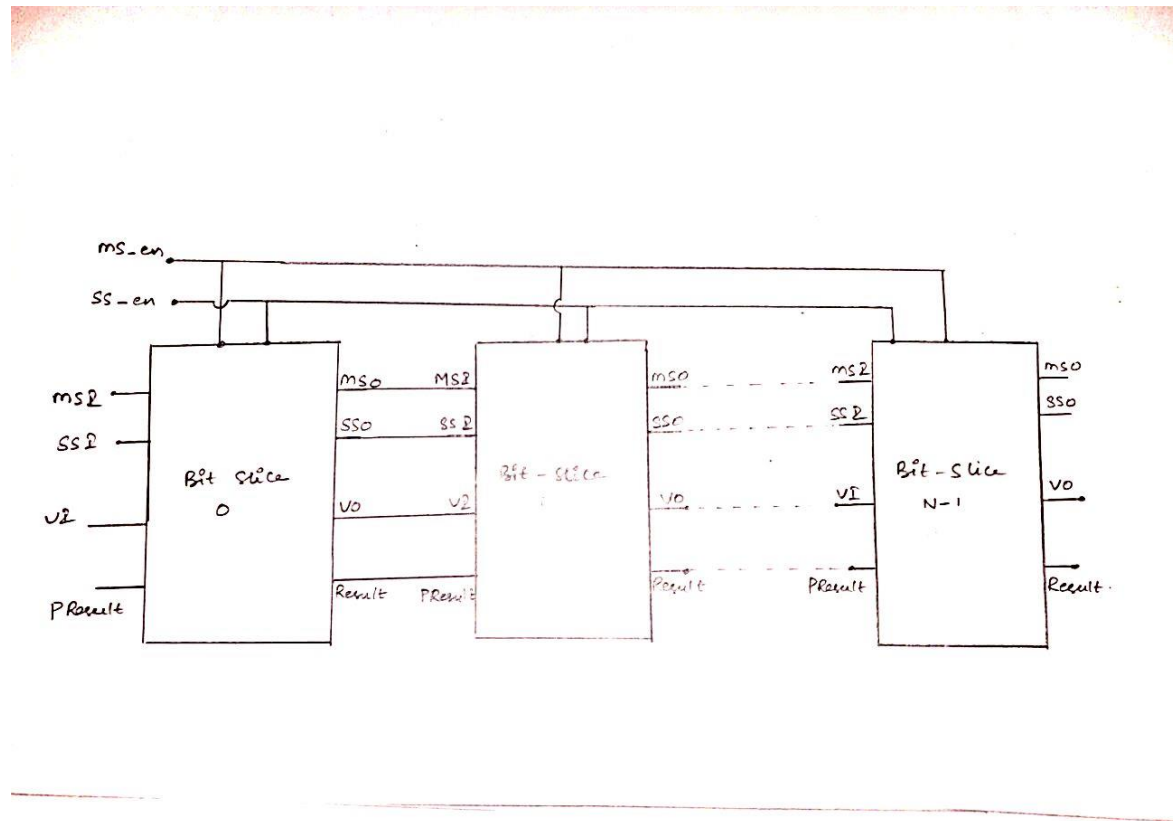 ms_en
SS_en
MSI
SSI
VI
PResult
Bit Slice
0
MSO
SSO
VO
Result
MSI
SSI
VI
PResult
Bit-Slice
MSO
SSO
VO
Result
MSI
SSI
VI
PResult
Bit-Slice
N-1
MSO
SSO
VO
Result.